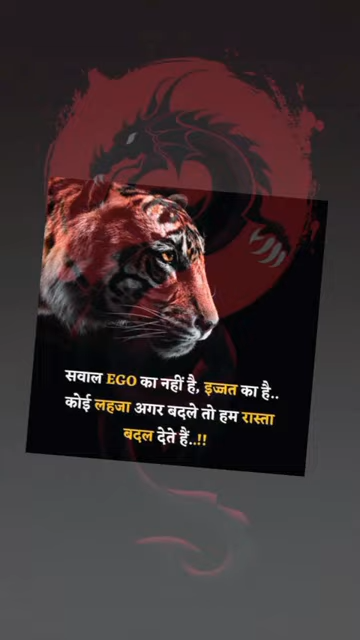 सवाल EGO का नहीं है, इज्जत का है..
कोई लहजा अगर बदले तो हम रास्ता
बदल देते हैं..!!